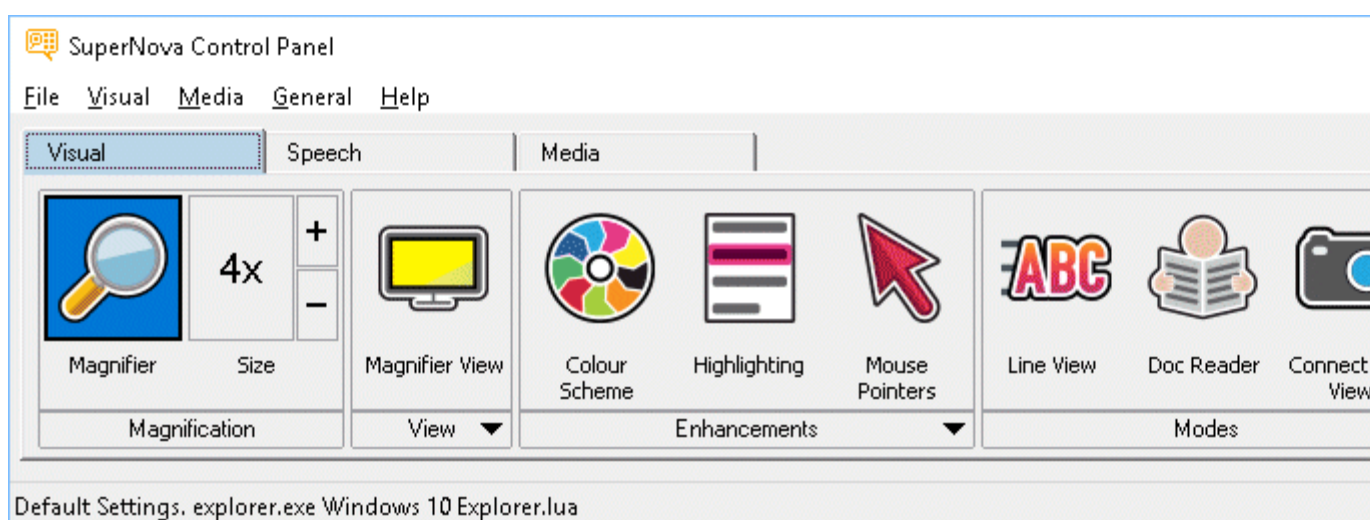 SuperNova Control Panel
File Visual Media General Help
Visual Speech Media
4x + −
ABC
Magnifier Size Magnifier View Colour Scheme Highlighting Mouse Pointers Line View Doc Reader Connect View
Magnification View Enhancements Modes
Default Settings. explorer.exe Windows 10 Explorer.lua